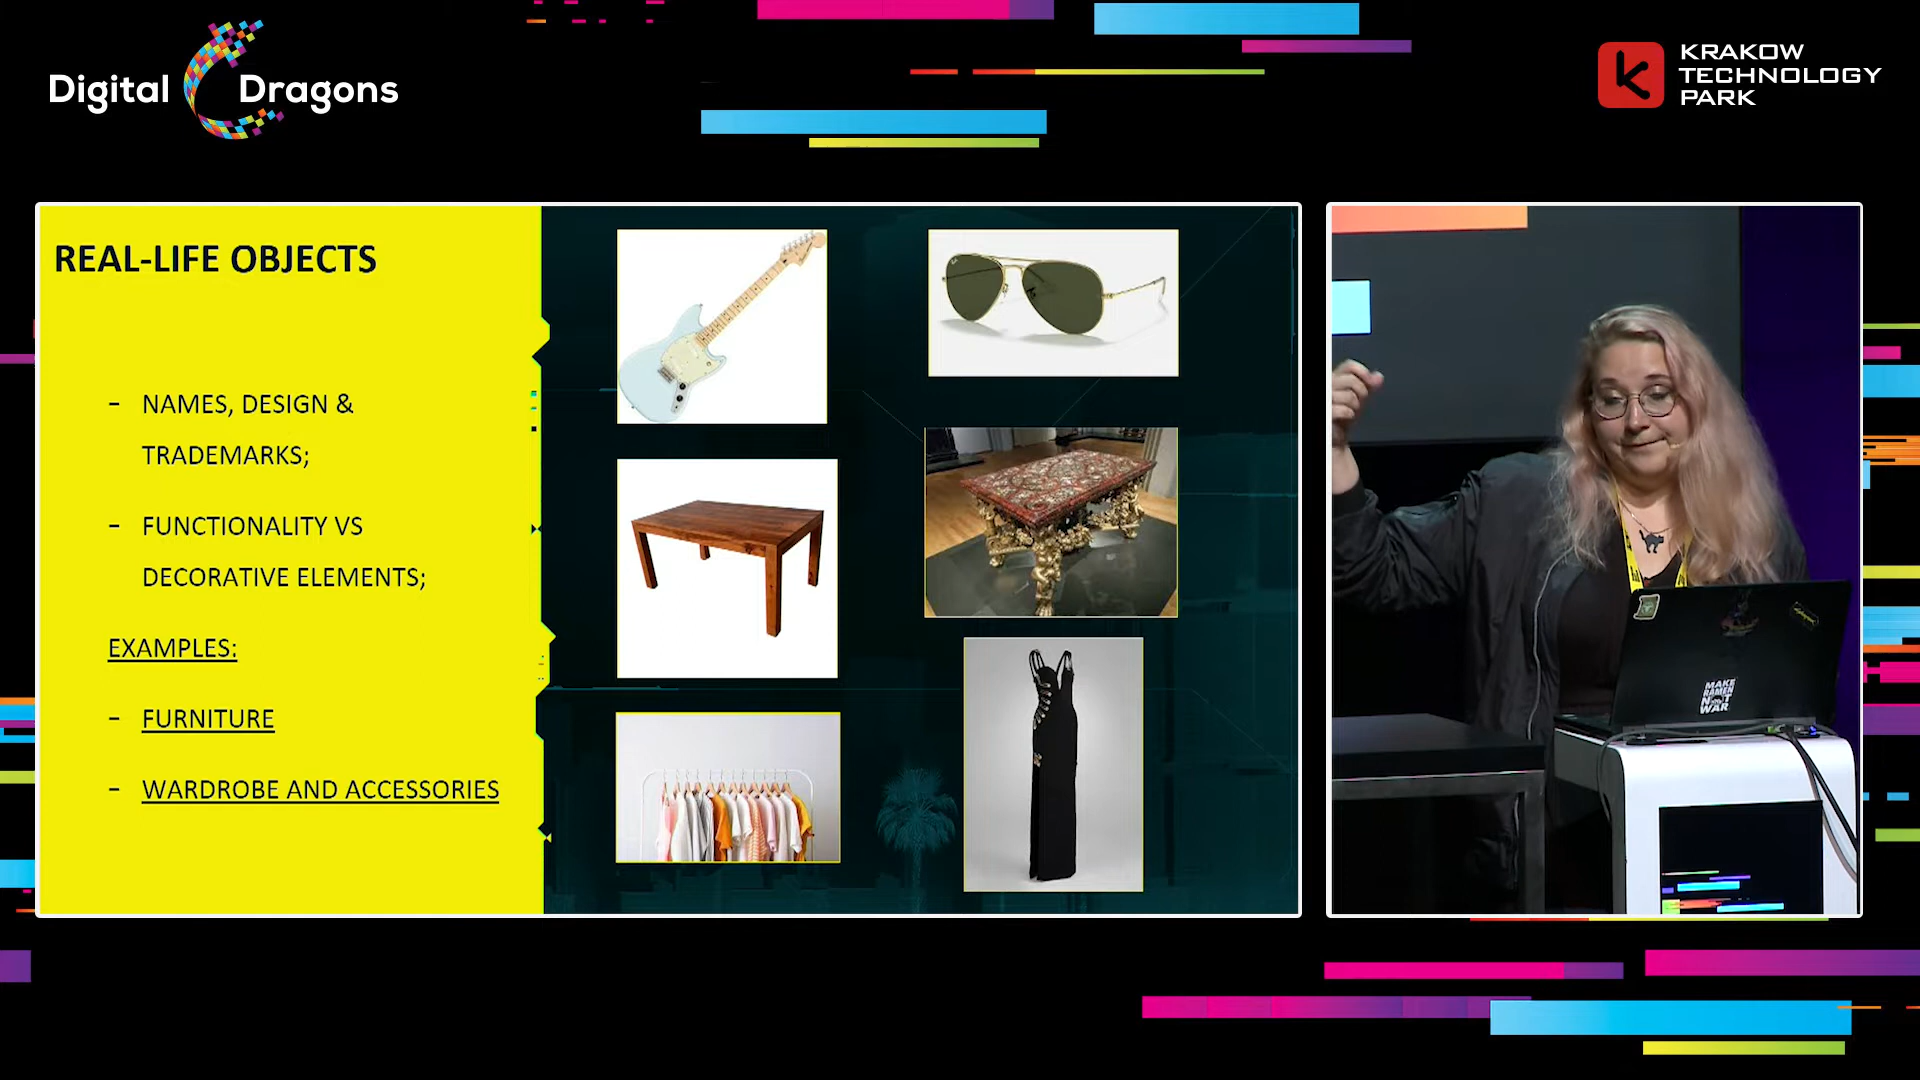 Digital Dragons
KRAKOW
TECHNOLOGY
PARK
REAL-LIFE OBJECTS
- NAMES, DESIGN &
TRADEMARKS;
- FUNCTIONALITY VS
DECORATIVE ELEMENTS;
EXAMPLES:
- FURNITURE
- WARDROBE AND ACCESSORIES
MAKE
RAMEN
NOT
WAR